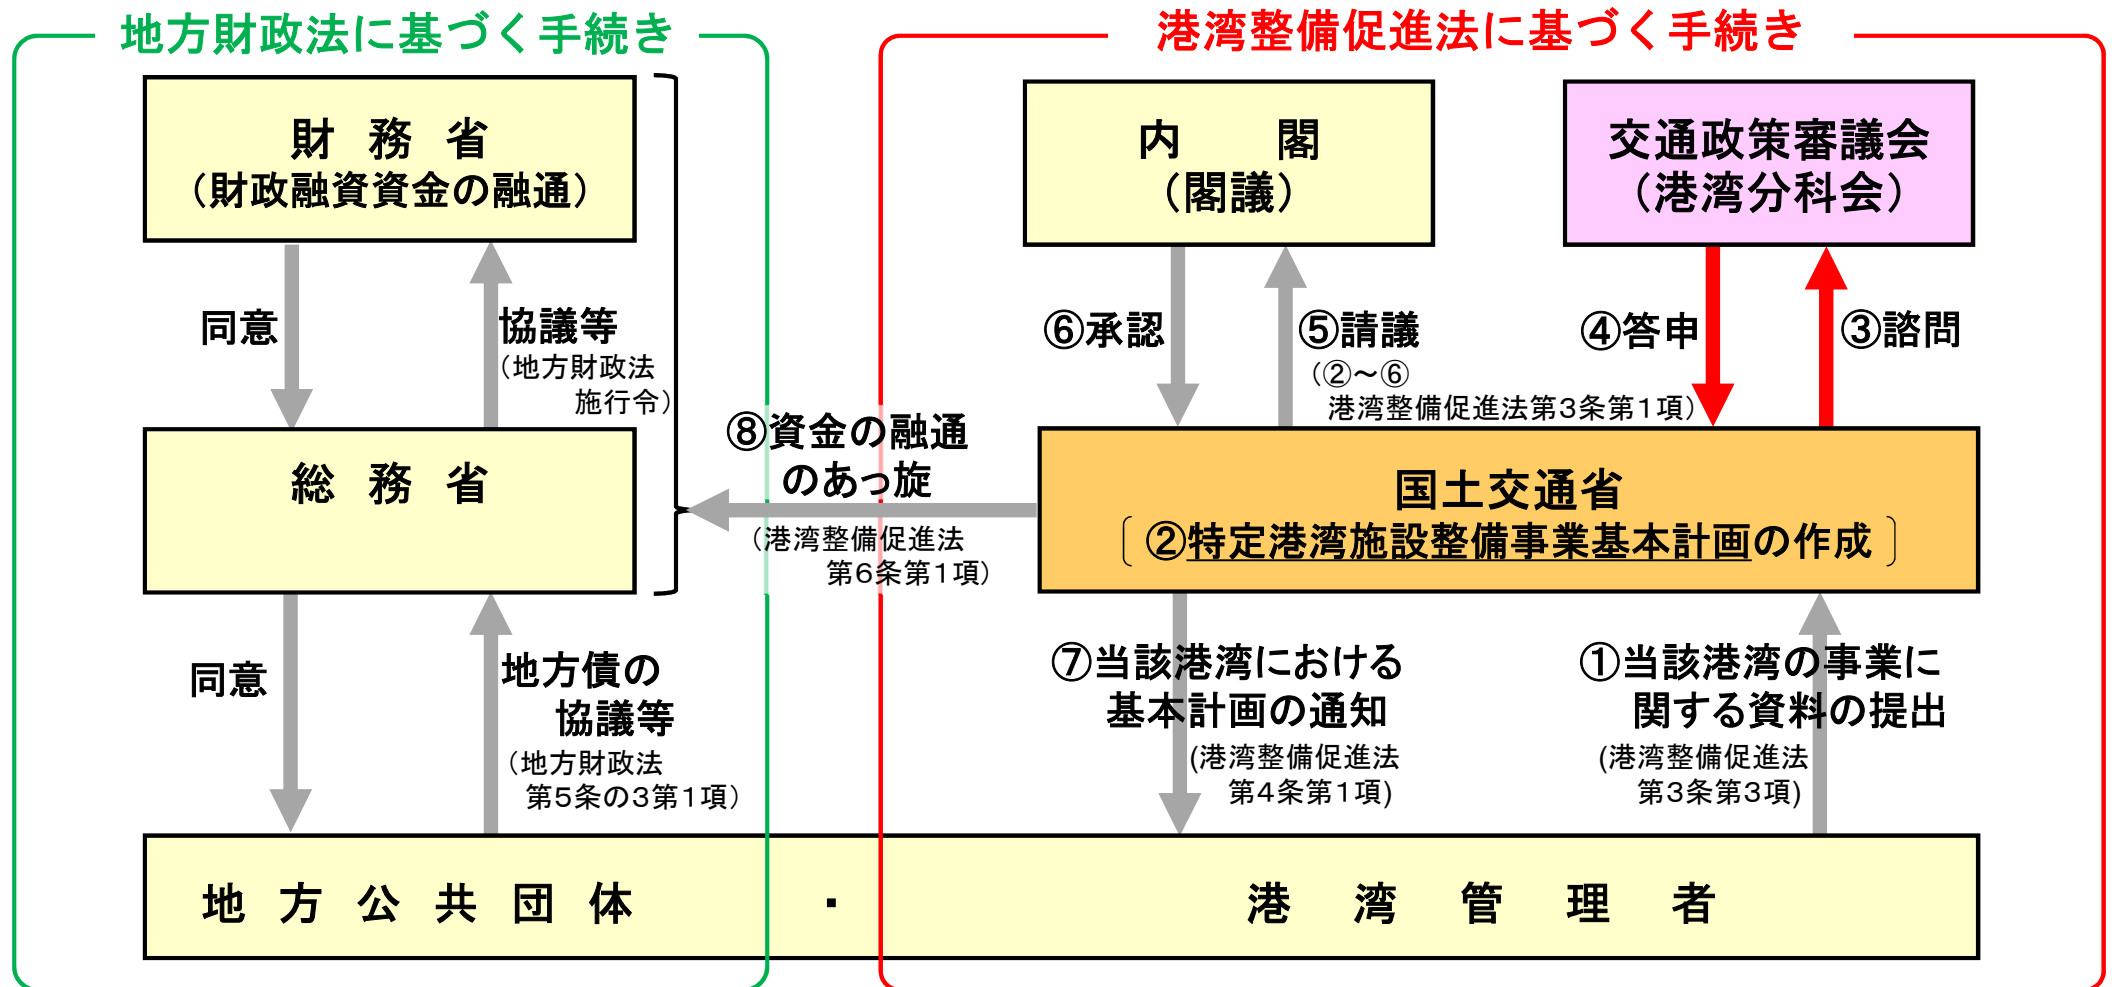 地方財政法に基づく手続き
財務省
（財政融資資金の融通）
同意
協議等
（地方財政法
施行令）
総務省
同意
地方債の
協議等
（地方財政法
第５条の３第１項）
⑧資金の融通
のあっ旋
（港湾整備促進法
第６条第１項）
港湾整備促進法に基づく手続き
内閣
（閣議）
交通政策審議会
（港湾分科会）
⑥承認
⑤請議
（②～⑥
港湾整備促進法第３条第１項）
④答申
③諮問
国土交通省
〔②特定港湾施設整備事業基本計画の作成〕
⑦当該港湾における
基本計画の通知
(港湾整備促進法
第４条第１項)
①当該港湾の事業に
関する資料の提出
(港湾整備促進法
第３条第３項)
地方公共団体・港湾管理者